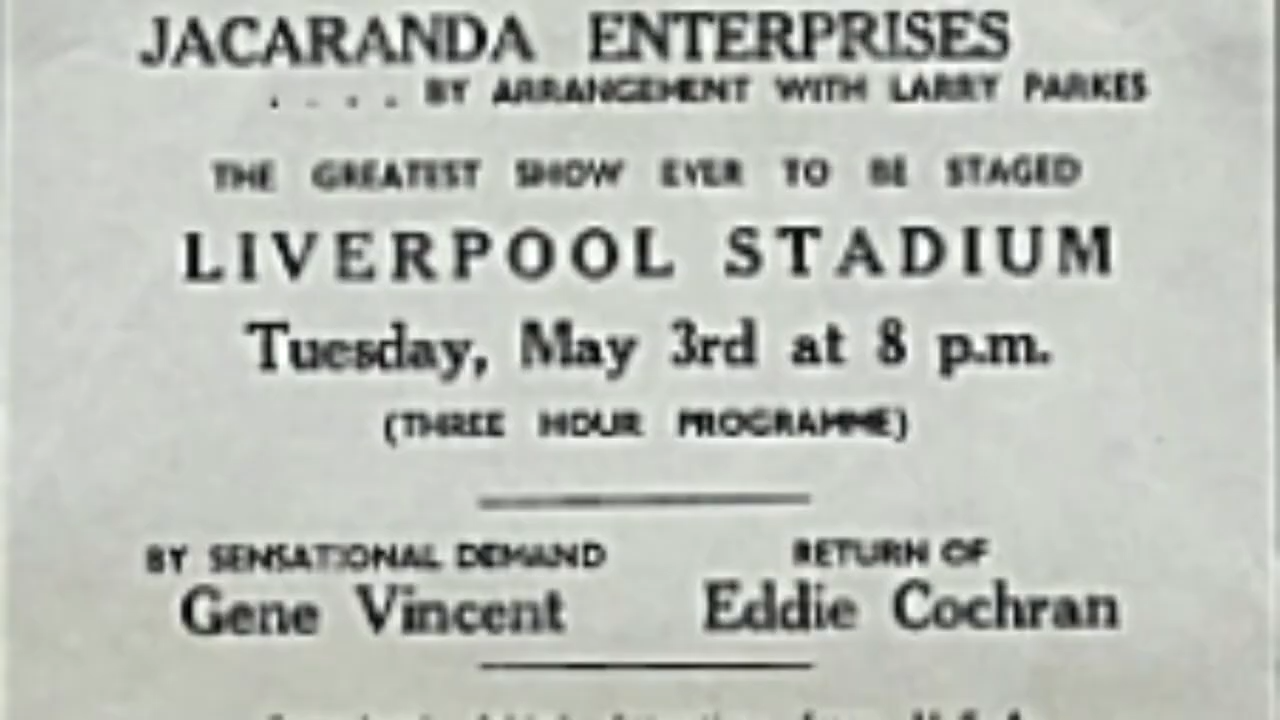 JACARANDA ENTERPRISES
. . . . BY ARRANGEMENT WITH LARRY PARKES
THE GREATEST SHOW EVER TO BE STAGED
LIVERPOOL STADIUM
Tuesday, May 3rd at 8 p.m.
(THREE HOUR PROGRAMME)
BY SENSATIONAL DEMAND RETURN OF
Gene Vincent Eddie Cochran